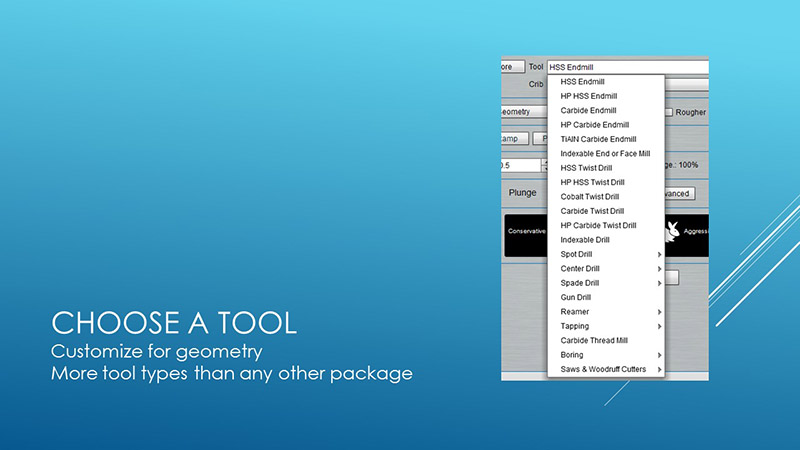 ore Tool HSS Endmill
Crib
HSS Endmill
HP HSS Endmill
Carbide Endmill
eometry
Rougher
HP Carbide Endmill
amp P
TiAlN Carbide Endmill
Indexable End or Face Mill
0.5
ge.: 100%
HSS Twist Drill
HP HSS Twist Drill
Plunge
vanced
Cobalt Twist Drill
Carbide Twist Drill
HP Carbide Twist Drill
Conservative
Aggressi
Indexable Drill
Spot Drill
Center Drill
Spade Drill
Gun Drill
Reamer
Tapping
Carbide Thread Mill
Boring
Saws & Woodruff Cutters
CHOOSE A TOOL
Customize for geometry
More tool types than any other package